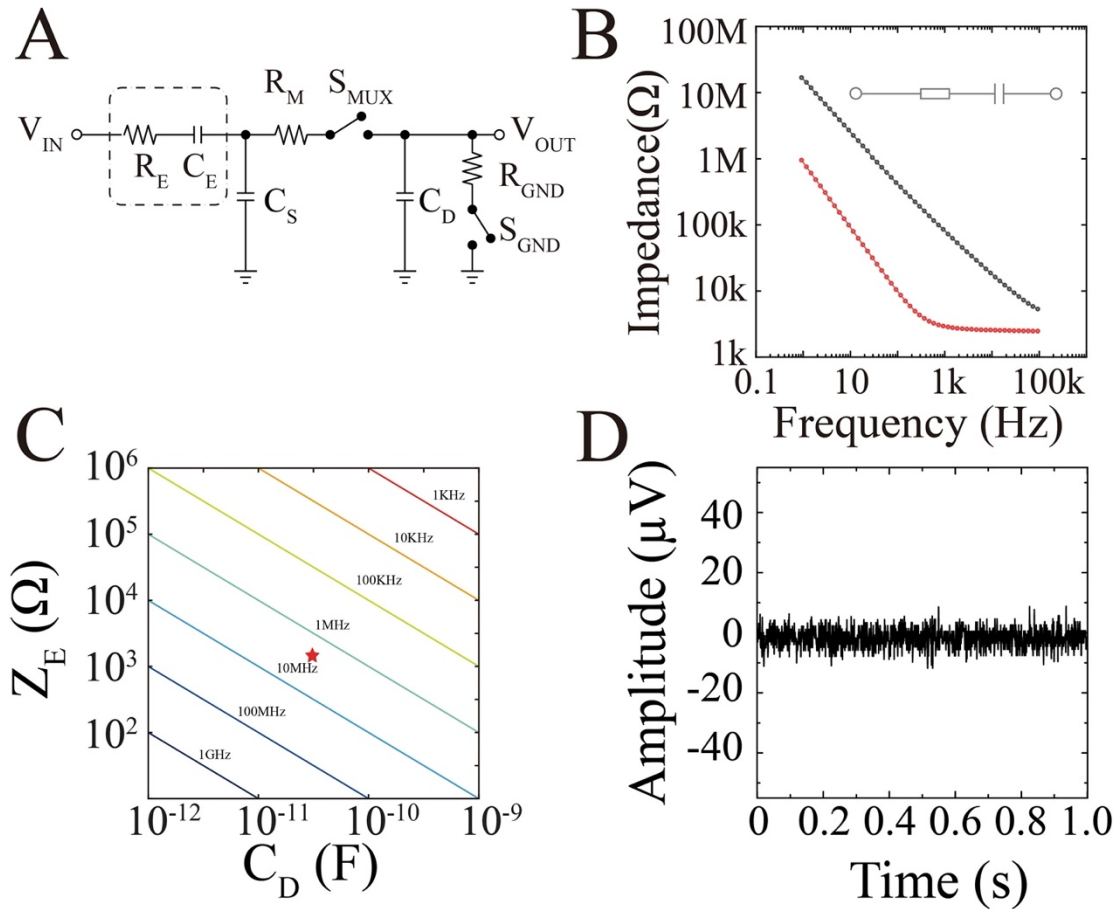 A
V_IN
R_E
C_E
C_S
R_M
S_MUX
C_D
V_OUT
R_GND
S_GND
B
Impedance(Ω)
100M
10M
1M
100k
10k
1k
0.1 10 1k 100k
Frequency (Hz)
C
Z_E (Ω)
10^6
10^5
10^4
10^3
10^2
1KHz
10KHz
100KHz
1MHz
10MHz
100MHz
1GHz
10^-12 10^-11 10^-10 10^-9
C_D (F)
D
Amplitude (μV)
40
20
0
-20
-40
0 0.2 0.4 0.6 0.8 1.0
Time (s)